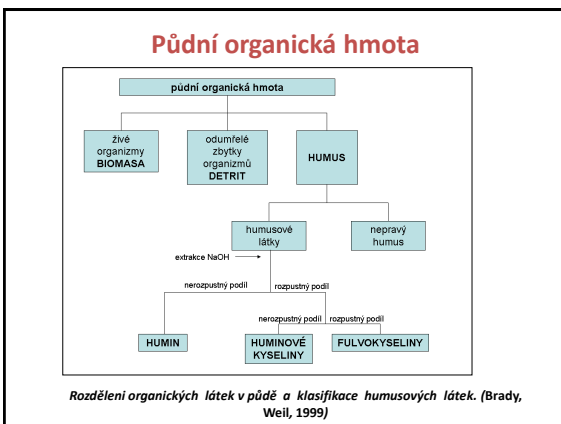 Půdní organická hmota
půdní organická hmota
živé
organizmy
BIOMASA
odumřelé
zbytky
organizmů
DETRIT
HUMUS
humusové
látky
nepravý
humus
extrakce NaOH
nerozpustný podíl
rozpustný podíl
nerozpustný podíl
rozpustný podíl
HUMIN
HUMINOVÉ
KYSELINY
FULVOKYSELINY
Rozdělení organických látek v půdě a klasifikace humusových látek. (Brady,
Weil, 1999)